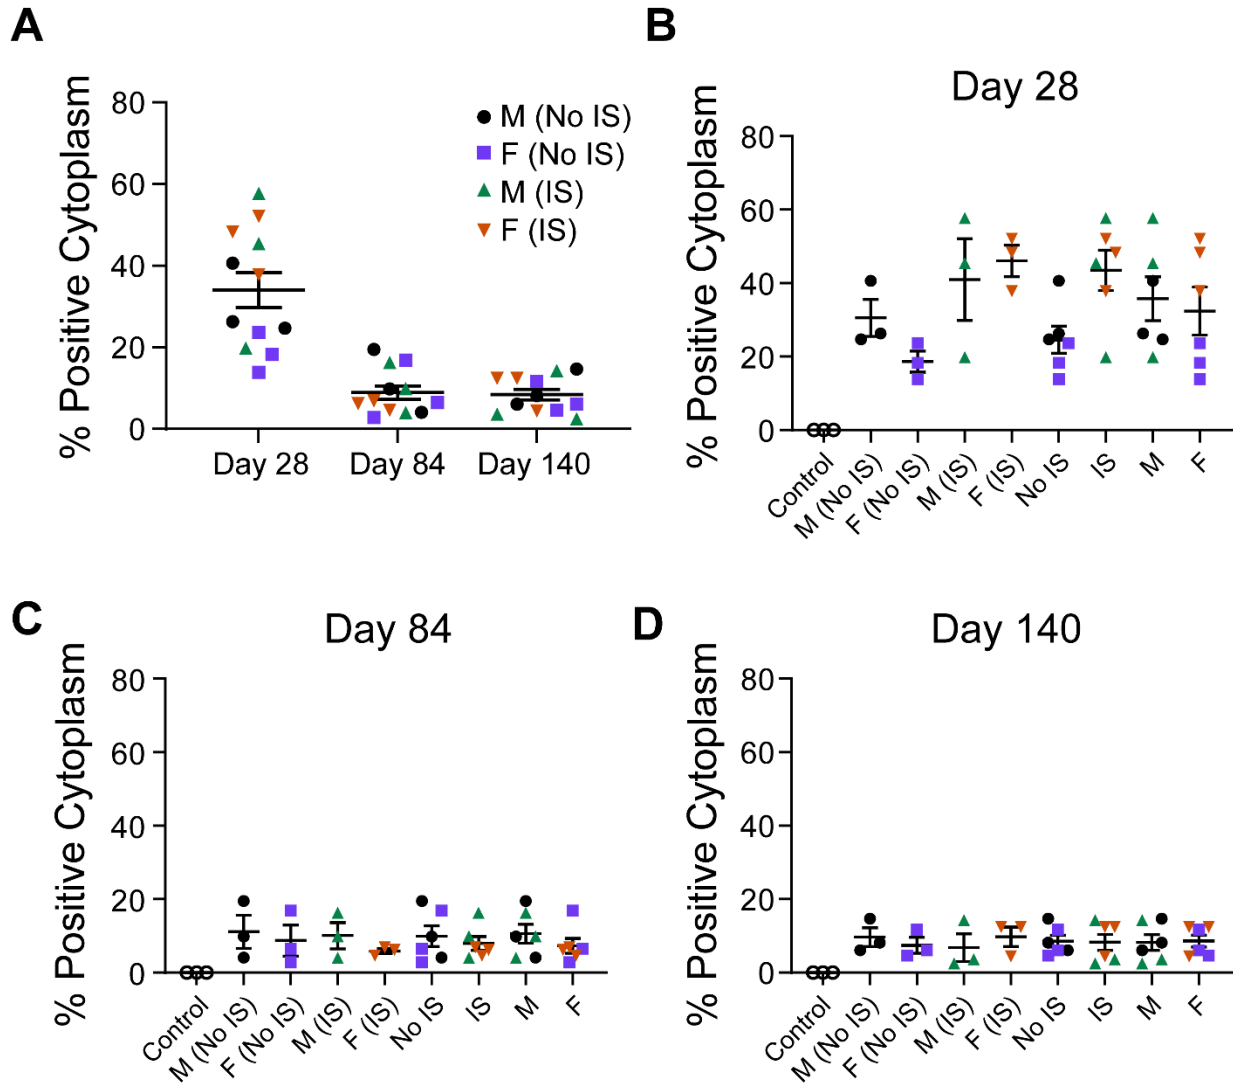 A
% Positive Cytoplasm
80
60
40
20
0
Day 28
Day 84
Day 140
M (No IS)
F (No IS)
M (IS)
F (IS)
B
Day 28
% Positive Cytoplasm
80
60
40
20
0
Control
M (No IS)
F (No IS)
M (IS)
F (IS)
No IS
IS
M
F
C
Day 84
% Positive Cytoplasm
80
60
40
20
0
Control
M (No IS)
F (No IS)
M (IS)
F (IS)
No IS
IS
M
F
D
Day 140
% Positive Cytoplasm
80
60
40
20
0
Control
M (No IS)
F (No IS)
M (IS)
F (IS)
No IS
IS
M
F